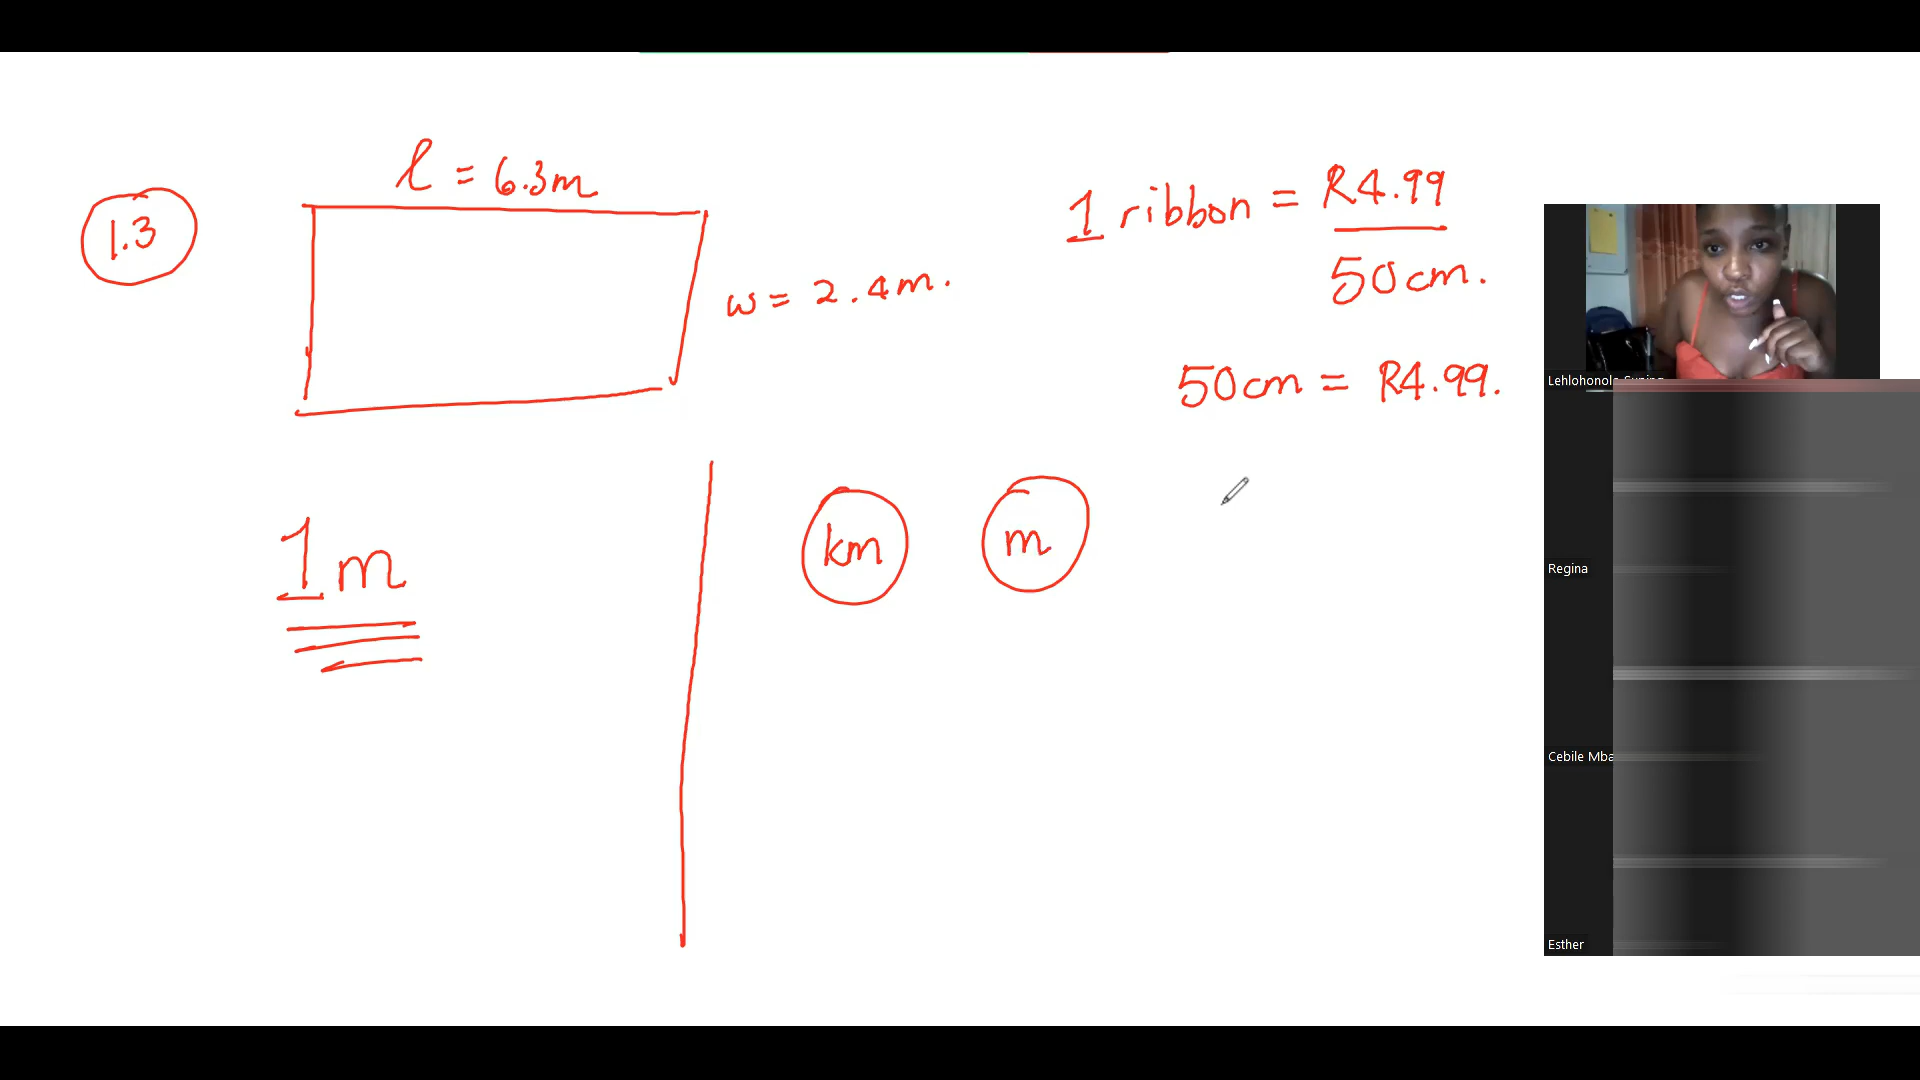 1.3
l = 6.3m
w = 2.4m.
1 ribbon = R4.99
50cm.
50cm = R4.99.
1m
km
m
Lehlohonolo
Regina
Cebile Mba
Esther